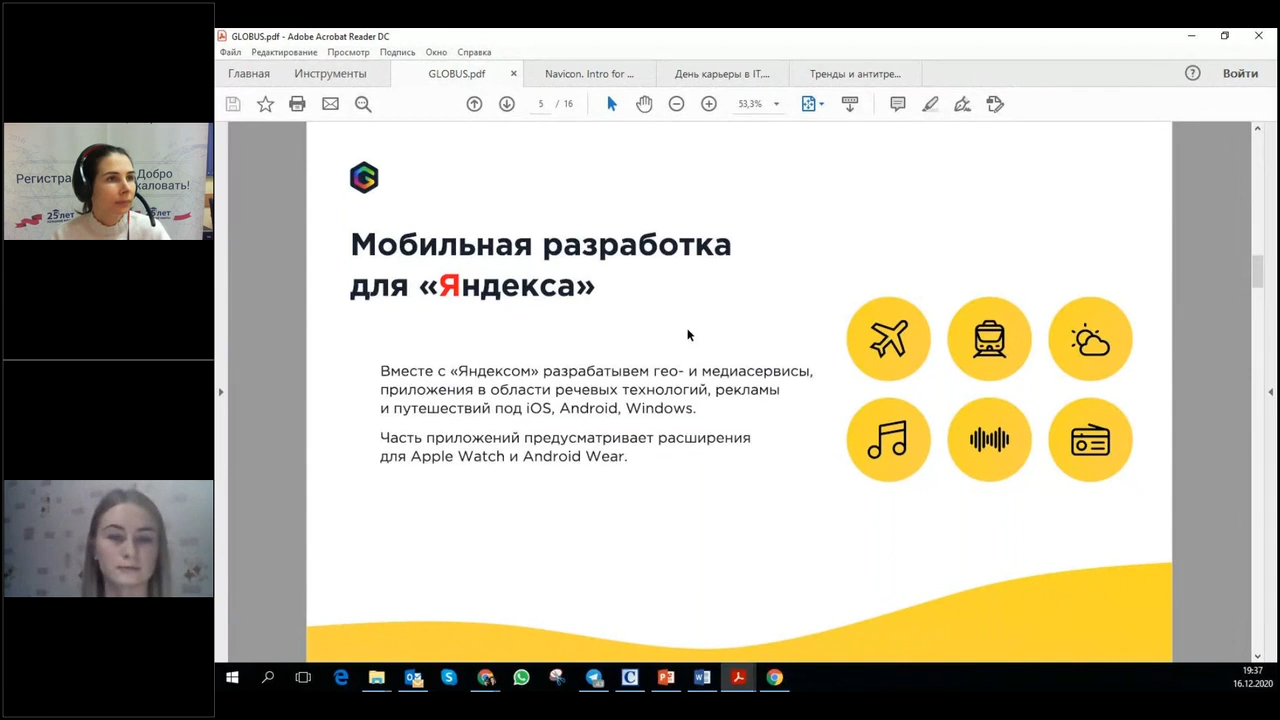 GLOBUS.pdf - Adobe Acrobat Reader DC
Файл Редактирование Просмотр Подпись Окно Справка
Главная Инструменты GLOBUS.pdf × Navicon. Intro for ... День карьеры в IT,... Тренды и антитре... Войти
5 / 16 53,3%
Мобильная разработка
для «Яндекса»
Вместе с «Яндексом» разрабатывем гео- и медиасервисы,
приложения в области речевых технологий, рекламы
и путешествий под iOS, Android, Windows.
Часть приложений предусматривает расширения
для Apple Watch и Android Wear.
Регистра Добро
жаловать!
25 лет лет
19:37
16.12.2020